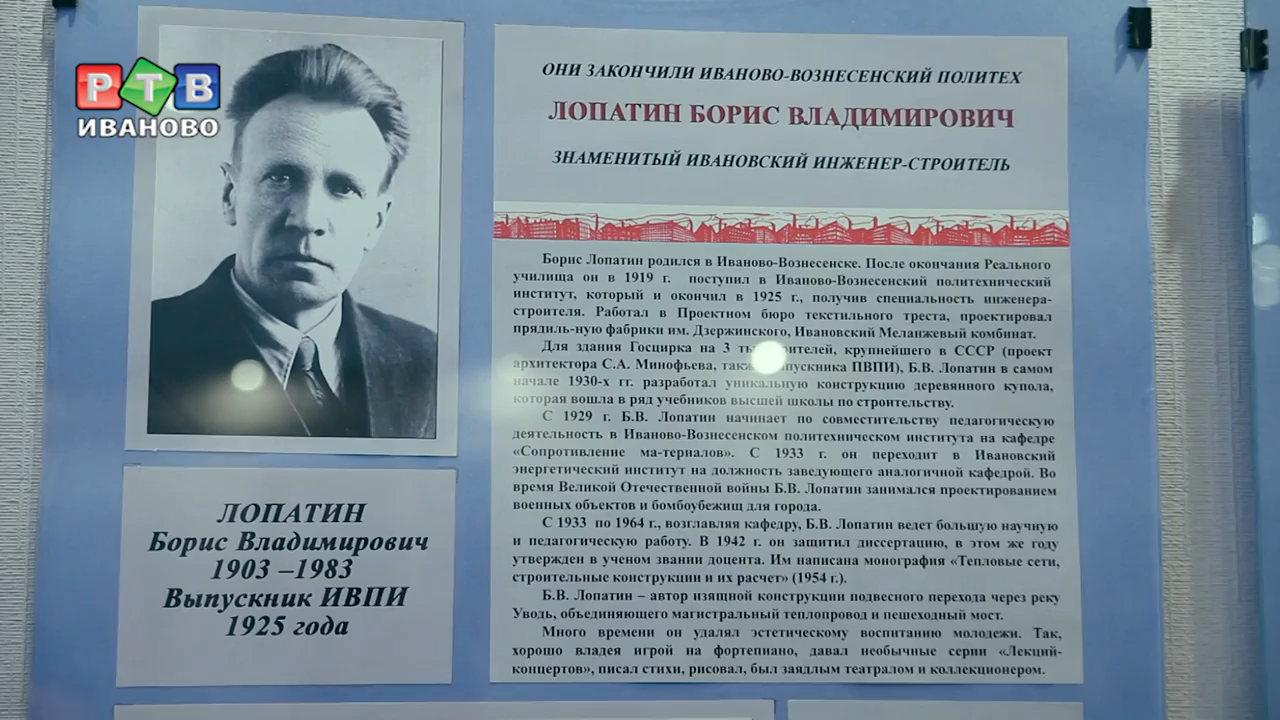 РТВ
ИВАНОВО
ОНИ ЗАКОНЧИЛИ ИВАНОВО-ВОЗНЕСЕНСКИЙ ПОЛИТЕХ
ЛОПАТИН БОРИС ВЛАДИМИРОВИЧ
ЗНАМЕНИТЫЙ ИВАНОВСКИЙ ИНЖЕНЕР-СТРОИТЕЛЬ
Борис Лопатин родился в Иваново-Вознесенске. После окончания Реального
училища он в 1919 г. поступил в Иваново-Вознесенский политехнический
институт, который и окончил в 1925 г., получив специальность инженера-
строителя. Работал в Проектном бюро текстильного треста, проектировал
прядиль-ную фабрики им. Дзержинского, Ивановский Меланжевый комбинат.
Для здания Госцирка на 3 крупнейшего в СССР (проект
архитектора С.А. Минофьева, ПВПИ), Б.В. Лопатин в самом
начале 1930-х гг. разработал уникальную конструкцию деревянного купола,
которая вошла в ряд учебников высшей школы по строительству.
С 1929 г. Б.В. Лопатин начинает по совместительству педагогическую
деятельность в Иваново-Вознесенском политехническом института на кафедре
«Сопротивление ма-териалов». С 1933 г. он переходит в Ивановский
энергетический институт на должность заведующего аналогичной кафедрой. Во
время Великой Отечественной войны Б.В. Лопатин занимался проектированием
военных объектов и бомбоубежищ для города.
С 1933 по 1964 г., возглавляя кафедру, Б.В. Лопатин ведет большую научную
и педагогическую работу. В 1942 г. он защитил диссертацию, в этом же году
утвержден в ученом звании доцента. Им написана монография «Тепловые сети,
строительные конструкции и их расчет» (1954 г.).
Б.В. Лопатин – автор изящной конструкции подвесного перехода через реку
Уводь, объединяющего магистральный теплопровод и пешеходный мост.
Много времени он удалял эстетическому воспитанию молодежи. Так,
хорошо владея игрой на фортепиано, давал необычные серии «Лекций-
концертов», писал стихи, рисовал, был заядлым театралом и коллекционером.
ЛОПАТИН
Борис Владимирович
1903 –1983
Выпускник ИВПИ
1925 года